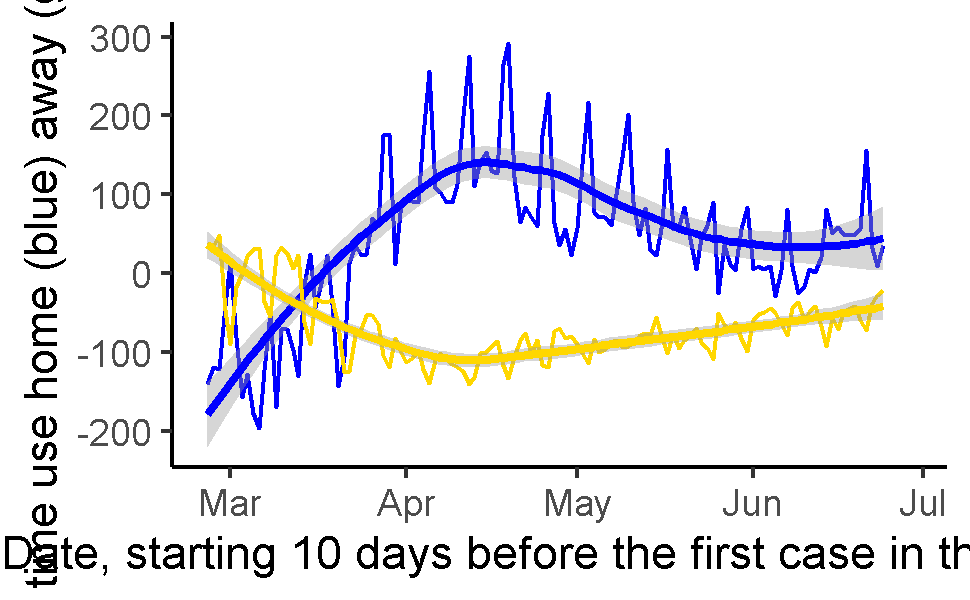 time use home (blue) away (
300
200
100
0
-100
-200
Mar Apr May Jun Jul
Date, starting 10 days before the first case in th